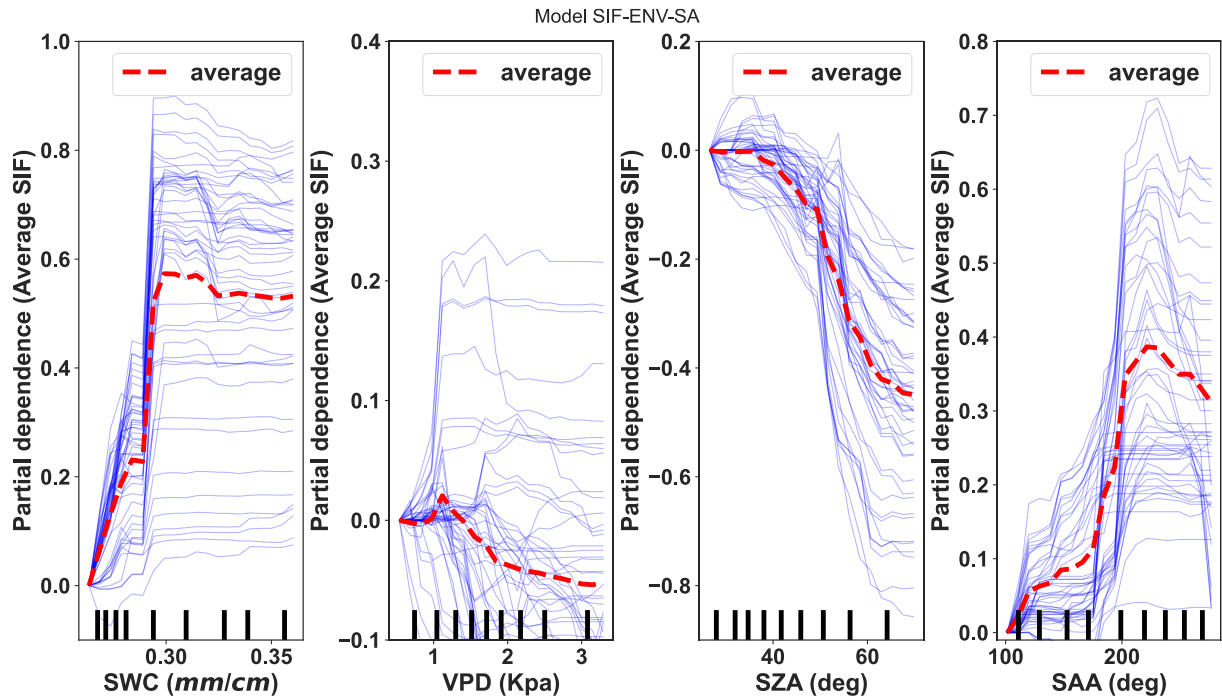 Model SIF-ENV-SA
Partial dependence (Average SIF)
1.0
0.8
0.6
0.4
0.2
0.0
average
0.30
0.35
SWC (mm/cm)
Partial dependence (Average SIF)
0.4
0.3
0.2
0.1
0.0
−0.1
average
1
2
3
VPD (Kpa)
Partial dependence (Average SIF)
0.2
0.0
−0.2
−0.4
−0.6
−0.8
average
40
60
SZA (deg)
Partial dependence (Average SIF)
0.8
0.7
0.6
0.5
0.4
0.3
0.2
0.1
0.0
average
100
200
SAA (deg)